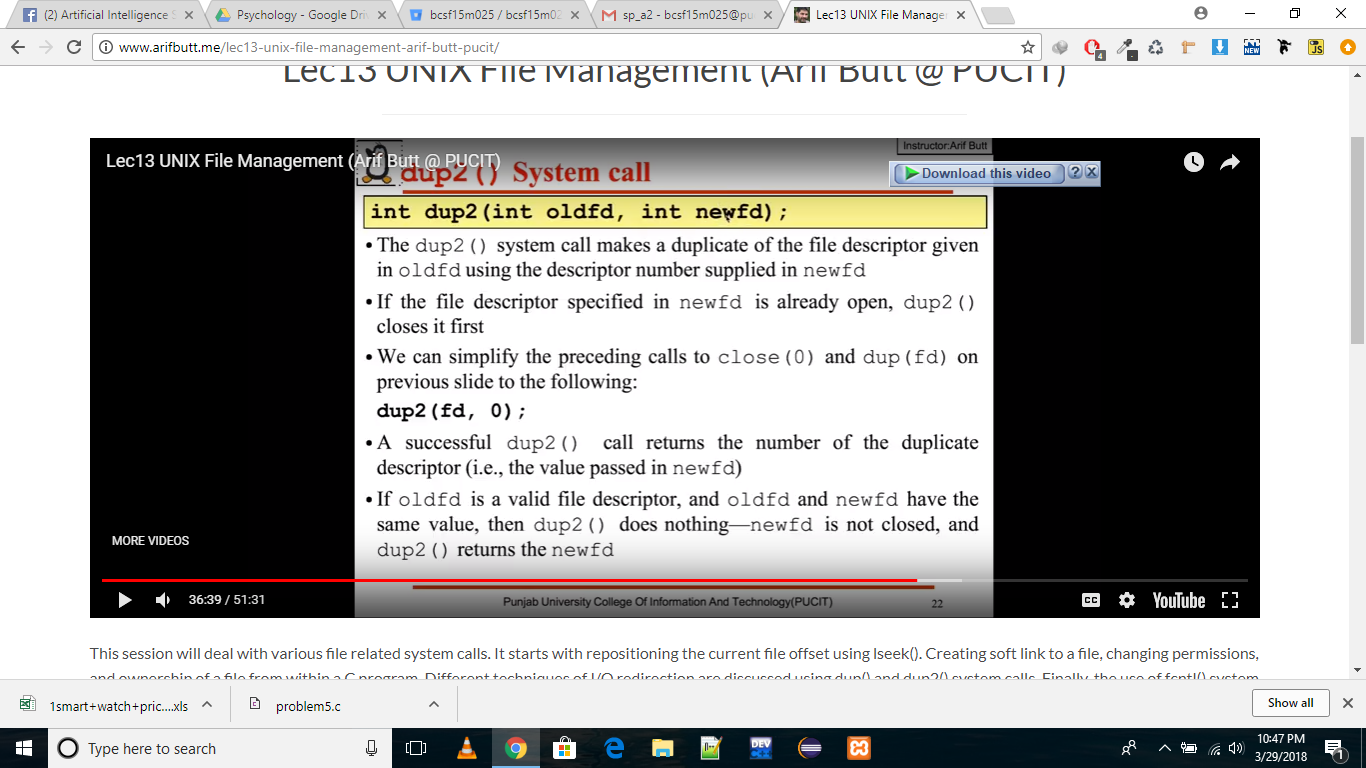 (2) Artificial Intelligence S
Psychology - Google Dri
bcsf15m025 / bcsf15m02
sp_a2 - bcsf15m025@pu
Lec13 UNIX File Manage
www.arifbutt.me/lec13-unix-file-management-arif-butt-pucit/
4
NEW
JS
Lec13 UNIX File Management (Arif Butt @ PUCIT)
Lec13 UNIX File Management (Arif Butt @ PUCIT)
Instructor:Arif Butt
dup2() System call
Download this video
?
int dup2(int oldfd, int newfd);
• The dup2() system call makes a duplicate of the file descriptor given
in oldfd using the descriptor number supplied in newfd
• If the file descriptor specified in newfd is already open, dup2()
closes it first
• We can simplify the preceding calls to close(0) and dup(fd) on
previous slide to the following:
dup2(fd, 0);
• A successful dup2() call returns the number of the duplicate
descriptor (i.e., the value passed in newfd)
• If oldfd is a valid file descriptor, and oldfd and newfd have the
same value, then dup2() does nothing—newfd is not closed, and
dup2() returns the newfd
MORE VIDEOS
Punjab University College Of Information And Technology(PUCIT)
22
36:39 / 51:31
CC
YouTube
This session will deal with various file related system calls. It starts with repositioning the current file offset using lseek(). Creating soft link to a file, changing permissions,
and ownership of a file from within a C program. Different techniques of I/O redirection are discussed using dup() and dup2() system calls. Finally, the use of fcntl() system
1smart+watch+pric....xls
problem5.c
Show all
Type here to search
DEV
10:47 PM
3/29/2018
1